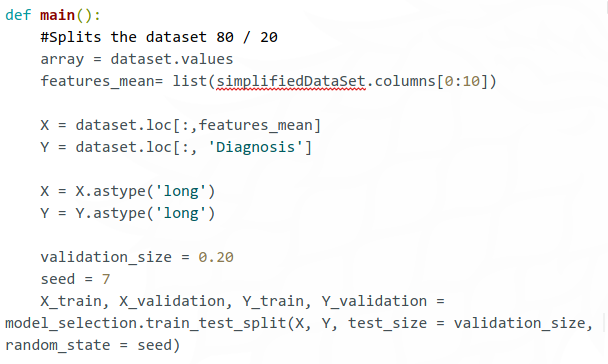 def main():
    #Splits the dataset 80 / 20
    array = dataset.values
    features_mean= list(simplifiedDataSet.columns[0:10])

    X = dataset.loc[:,features_mean]
    Y = dataset.loc[:, 'Diagnosis']

    X = X.astype('long')
    Y = Y.astype('long')

    validation_size = 0.20
    seed = 7
    X_train, X_validation, Y_train, Y_validation =
model_selection.train_test_split(X, Y, test_size = validation_size,
random_state = seed)